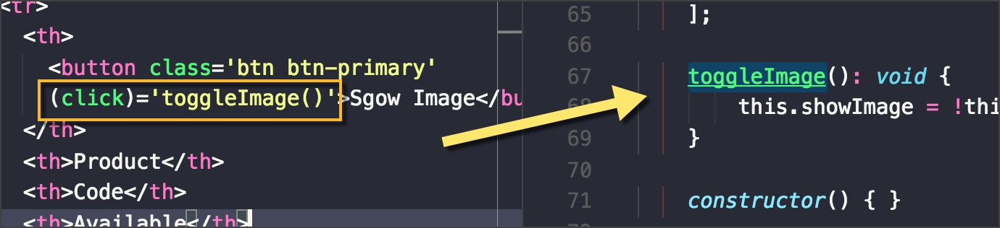 <tr>
<th>
<button class='btn btn-primary'
(click)='toggleImage()'>Sgow Image</bu
</th>
<th>Product</th>
<th>Code</th>
<th>Available</th>
65 ];
66
67 toggleImage(): void {
68 this.showImage = !thi
69 }
70
71 constructor() { }